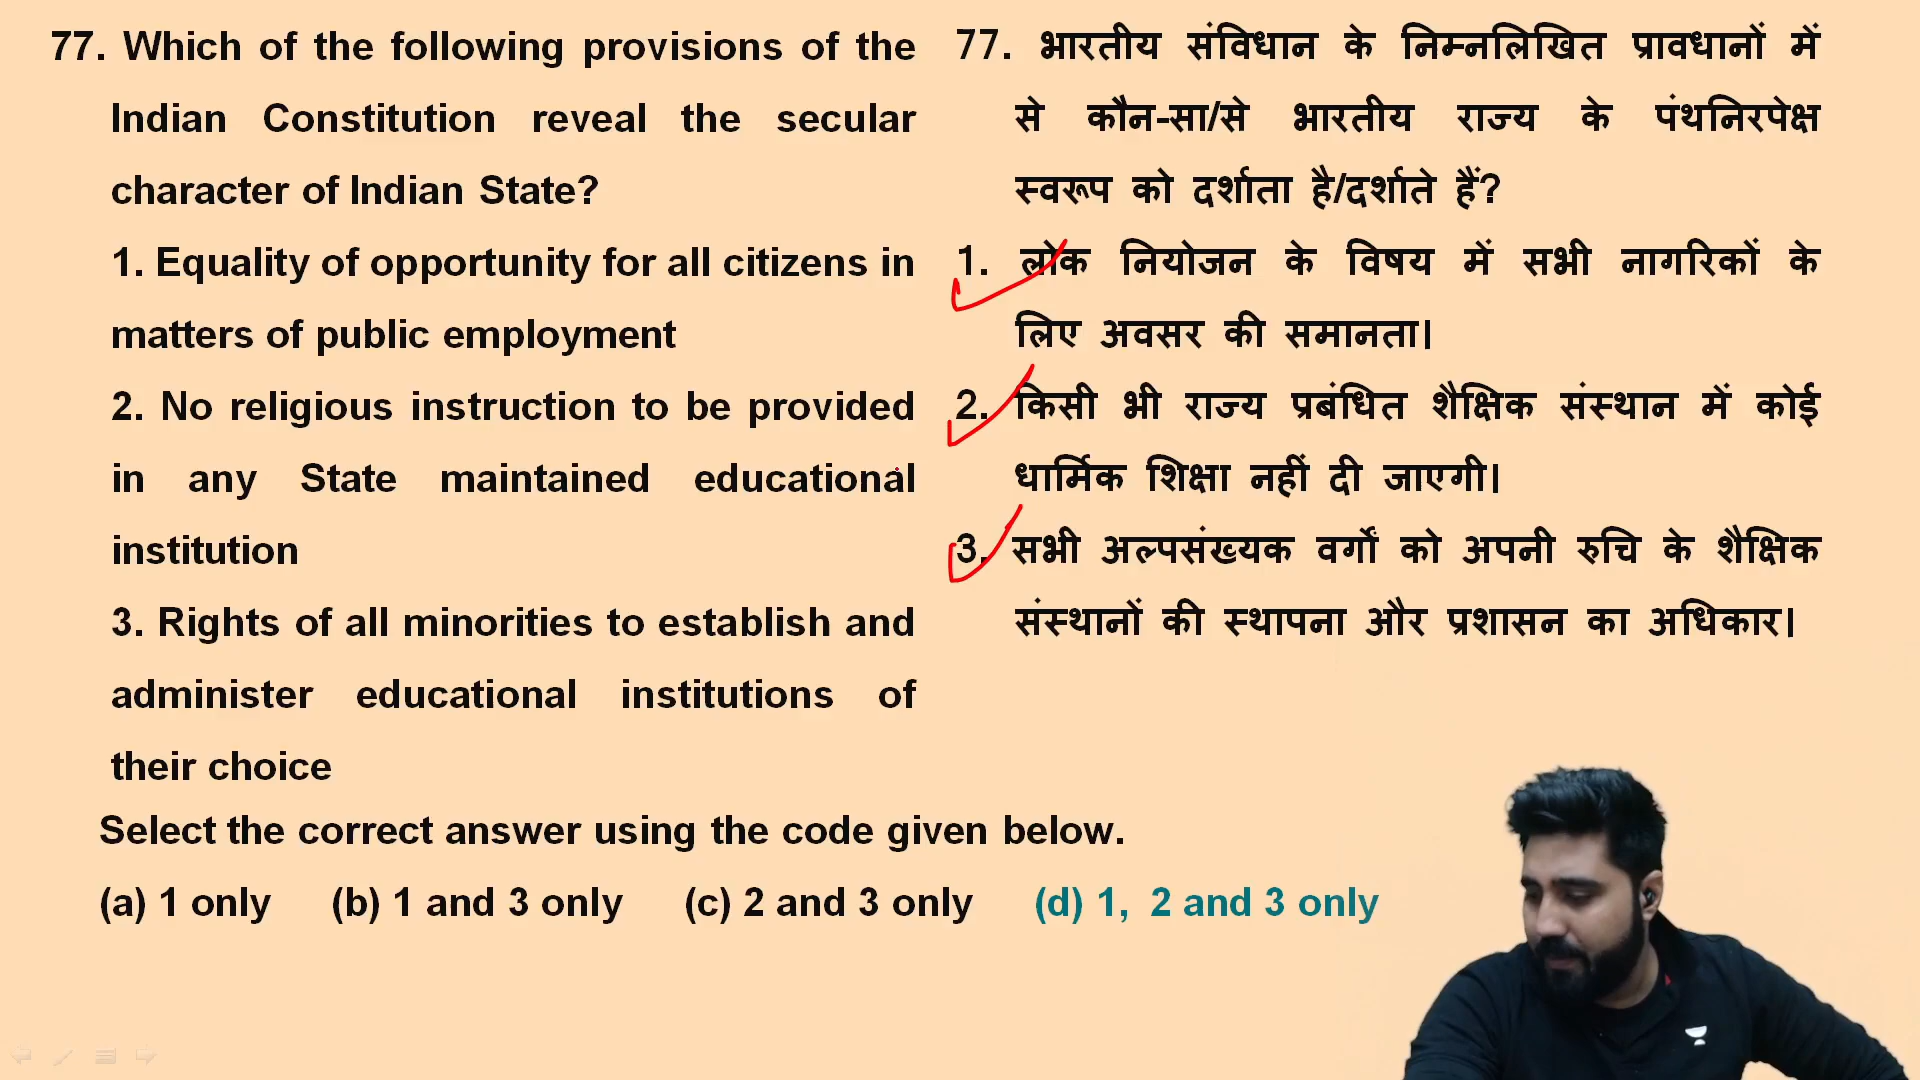 77. Which of the following provisions of the
Indian Constitution reveal the secular
character of Indian State?
1. Equality of opportunity for all citizens in
matters of public employment
2. No religious instruction to be provided
in any State maintained educational
institution
3. Rights of all minorities to establish and
administer educational institutions of
their choice
77. भारतीय संविधान के निम्नलिखित प्रावधानों में
से कौन-सा/से भारतीय राज्य के पंथनिरपेक्ष
स्वरूप को दर्शाता है/दर्शाते हैं?
1. लोक नियोजन के विषय में सभी नागरिकों के
लिए अवसर की समानता।
2. किसी भी राज्य प्रबंधित शैक्षिक संस्थान में कोई
धार्मिक शिक्षा नहीं दी जाएगी।
3. सभी अल्पसंख्यक वर्गों को अपनी रुचि के शैक्षिक
संस्थानों की स्थापना और प्रशासन का अधिकार।
Select the correct answer using the code given below.
(a) 1 only (b) 1 and 3 only (c) 2 and 3 only (d) 1, 2 and 3 only